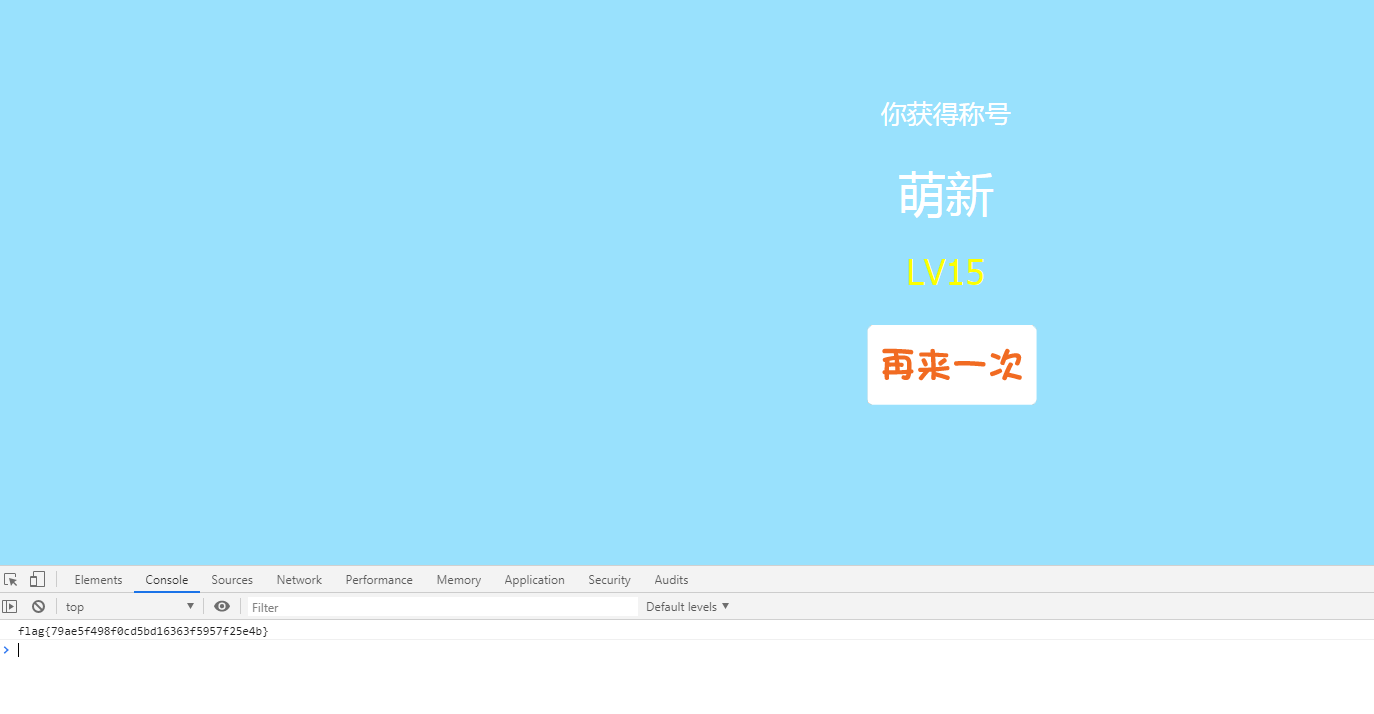 你获得称号
萌新
LV15
再来一次
Elements Console Sources Network Performance Memory Application Security Audits
top Filter Default levels
flag{79ae5f498f0cd5bd16363f5957f25e4b}